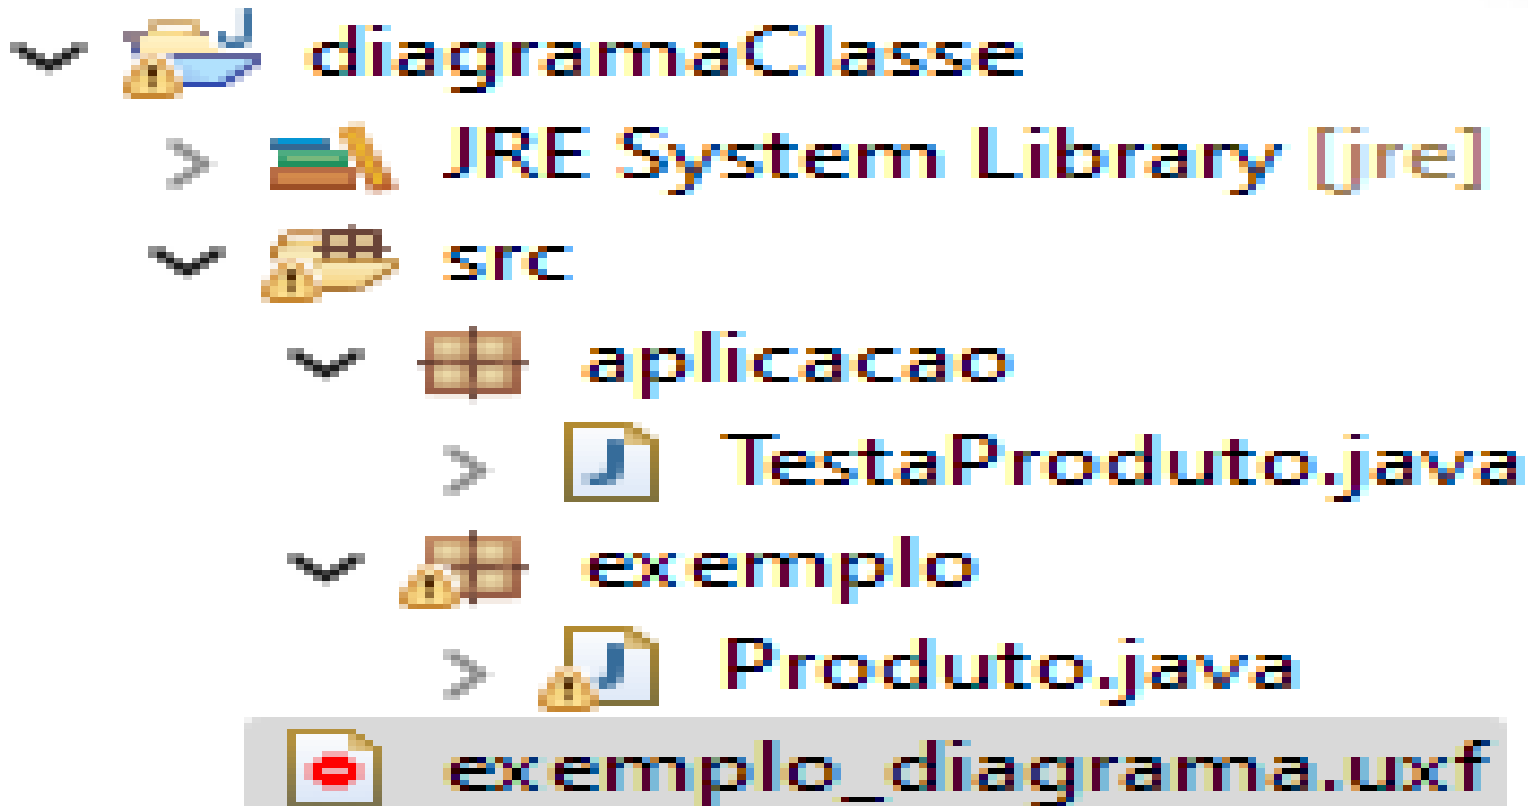 diagramaClasse
JRE System Library [jre]
src
aplicacao
TestaProduto.java
exemplo
Produto.java
exemplo_diagrama.uxf